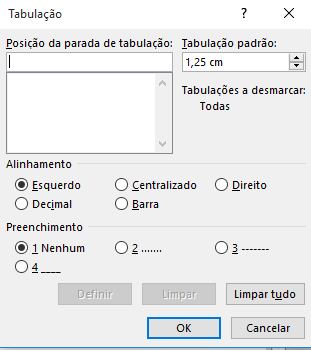 Tabulação
Posição da parada de tabulação:
Tabulação padrão:
1,25 cm
Tabulações a desmarcar:
Todas
Alinhamento
Esquerdo
Centralizado
Direito
Decimal
Barra
Preenchimento
1 Nenhum
2 .......
3 -------
4 ____
Definir
Limpar
Limpar tudo
OK
Cancelar